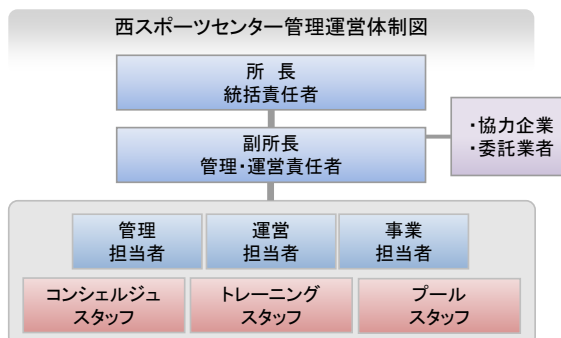 西スポーツセンター管理運営体制図
所 長
統括責任者
副所長
管理・運営責任者
・協力企業
・委託業者
管理
担当者
運営
担当者
事業
担当者
コンシェルジュ
スタッフ
トレーニング
スタッフ
プール
スタッフ